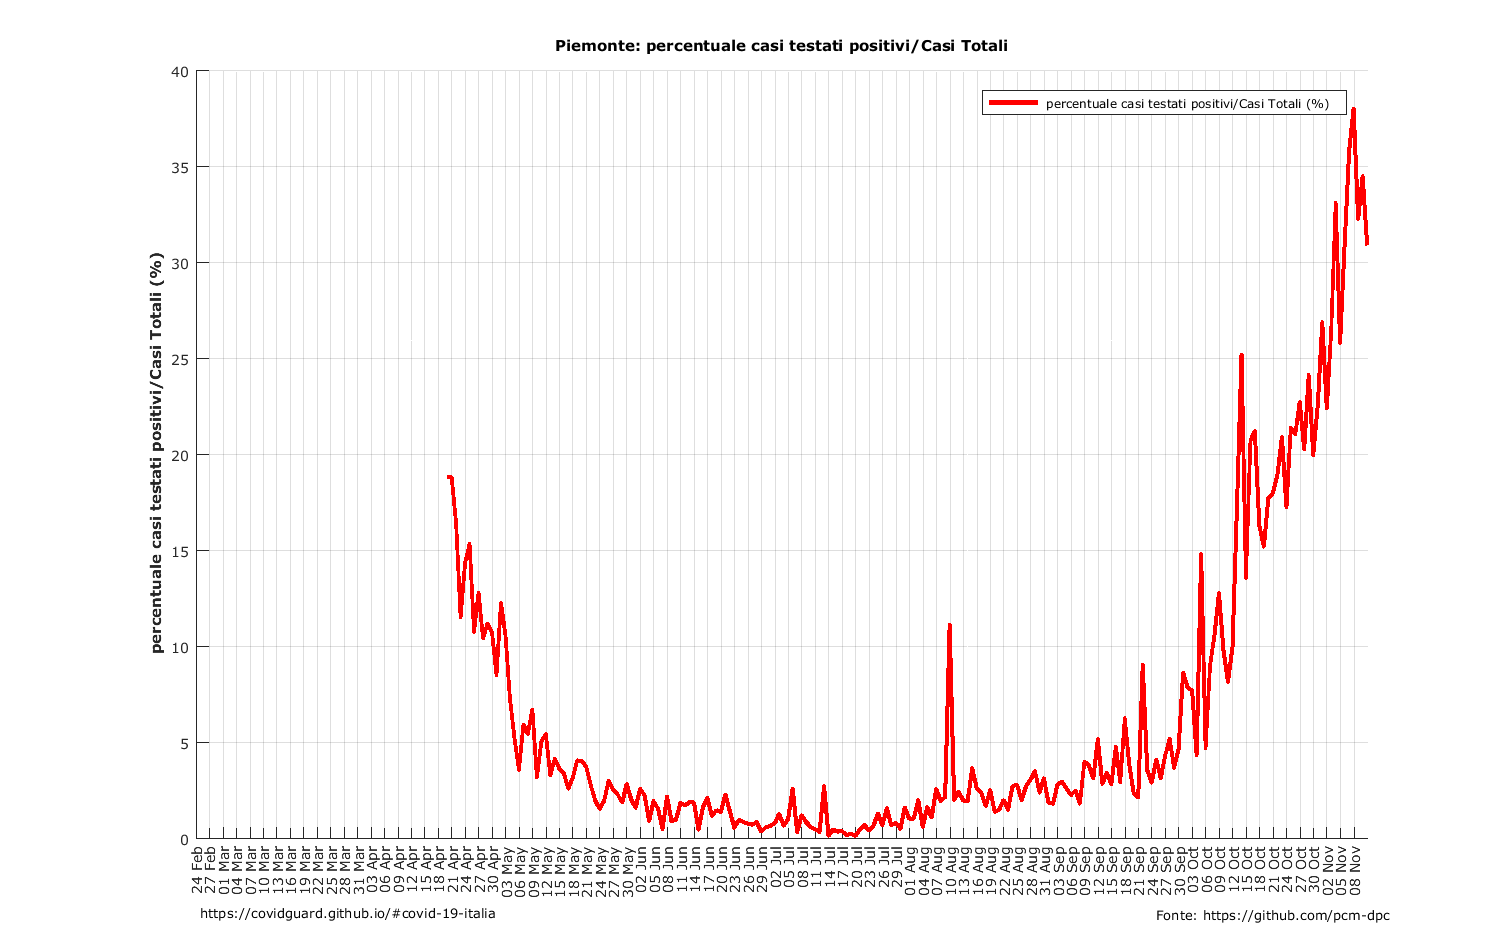 Piemonte: percentuale casi testati positivi/Casi Totali
percentuale casi testati positivi/Casi Totali (%)
percentuale casi testati positivi/Casi Totali (%)
40
35
30
25
20
15
10
5
0
24 Feb
27 Feb
01 Mar
04 Mar
07 Mar
10 Mar
13 Mar
16 Mar
19 Mar
22 Mar
25 Mar
28 Mar
31 Mar
03 Apr
06 Apr
09 Apr
12 Apr
15 Apr
18 Apr
21 Apr
24 Apr
27 Apr
30 Apr
03 May
06 May
09 May
12 May
15 May
18 May
21 May
24 May
27 May
30 May
02 Jun
05 Jun
08 Jun
11 Jun
14 Jun
17 Jun
20 Jun
23 Jun
26 Jun
29 Jun
02 Jul
05 Jul
08 Jul
11 Jul
14 Jul
17 Jul
20 Jul
23 Jul
26 Jul
29 Jul
01 Aug
04 Aug
07 Aug
10 Aug
13 Aug
16 Aug
19 Aug
22 Aug
25 Aug
28 Aug
31 Aug
03 Sep
06 Sep
09 Sep
12 Sep
15 Sep
18 Sep
21 Sep
24 Sep
27 Sep
30 Sep
03 Oct
06 Oct
09 Oct
12 Oct
15 Oct
18 Oct
21 Oct
24 Oct
27 Oct
30 Oct
02 Nov
05 Nov
08 Nov
https://covidguard.github.io/#covid-19-italia
Fonte: https://github.com/pcm-dpc